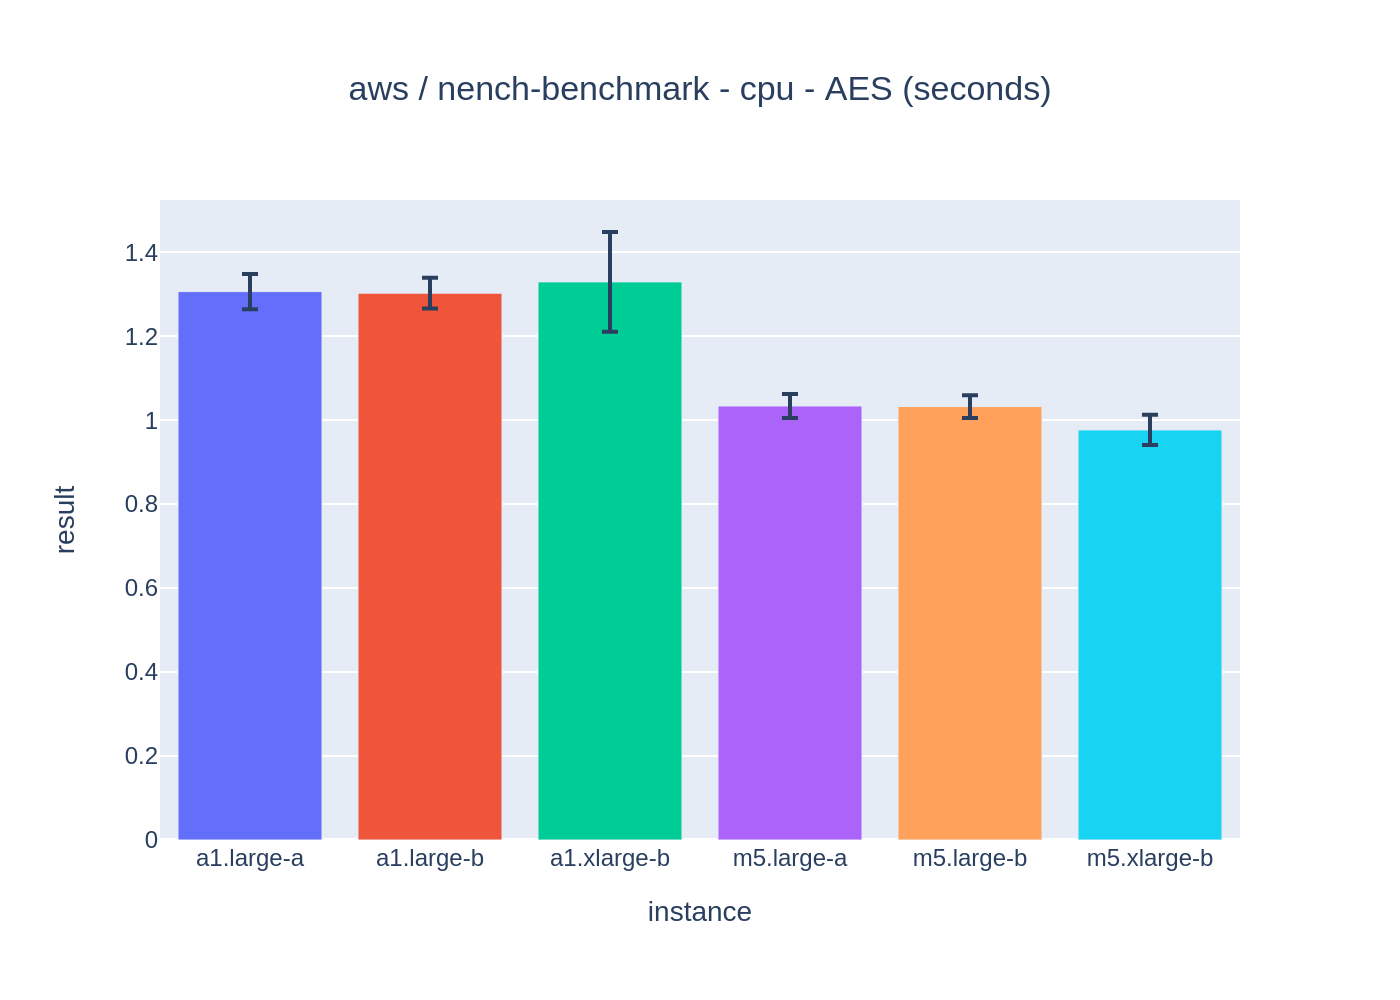 aws / nench-benchmark - cpu - AES (seconds)
1.4
1.2
1
0.8
0.6
0.4
0.2
0
result
a1.large-a a1.large-b a1.xlarge-b m5.large-a m5.large-b m5.xlarge-b
instance